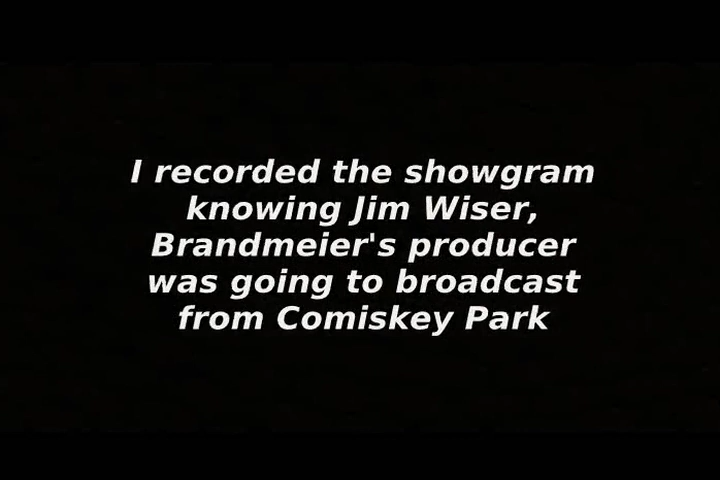 I recorded the showgram
knowing Jim Wiser,
Brandmeier's producer
was going to broadcast
from Comiskey Park